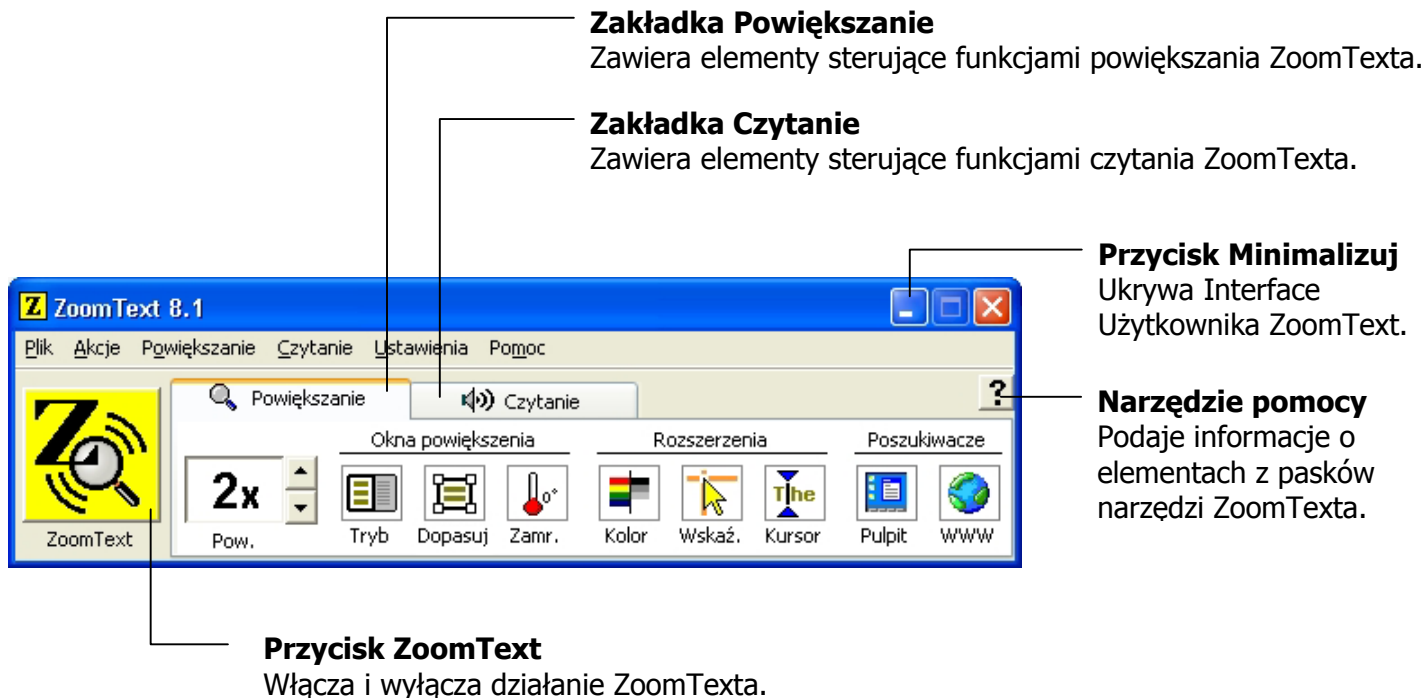 Zakładka Powiększanie
Zawiera elementy sterujące funkcjami powiększania ZoomTexta.
Zakładka Czytanie
Zawiera elementy sterujące funkcjami czytania ZoomTexta.
Przycisk Minimalizuj
Ukrywa Interface
Użytkownika ZoomText.
ZoomText 8.1
Plik Akcje Powiększanie Czytanie Ustawienia Pomoc
Powiększanie Czytanie ?
Narzędzie pomocy
Podaje informacje o
elementach z pasków
narzędzi ZoomTexta.
Okna powiększenia Rozszerzenia Poszukiwacze
2x
The
ZoomText Pow. Tryb Dopasuj Zamr. Kolor Wskaź. Kursor Pulpit WWW
Przycisk ZoomText
Włącza i wyłącza działanie ZoomTexta.